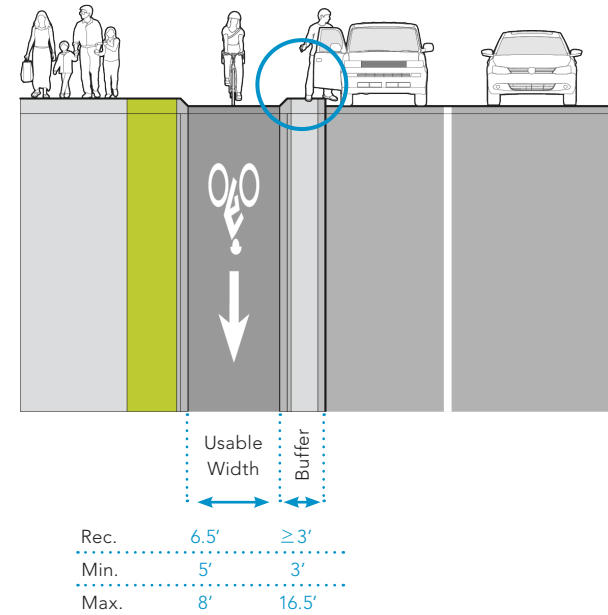 Usable
Width
Buffer
Rec. 6.5′ ≥3′
Min. 5′ 3′
Max. 8′ 16.5′